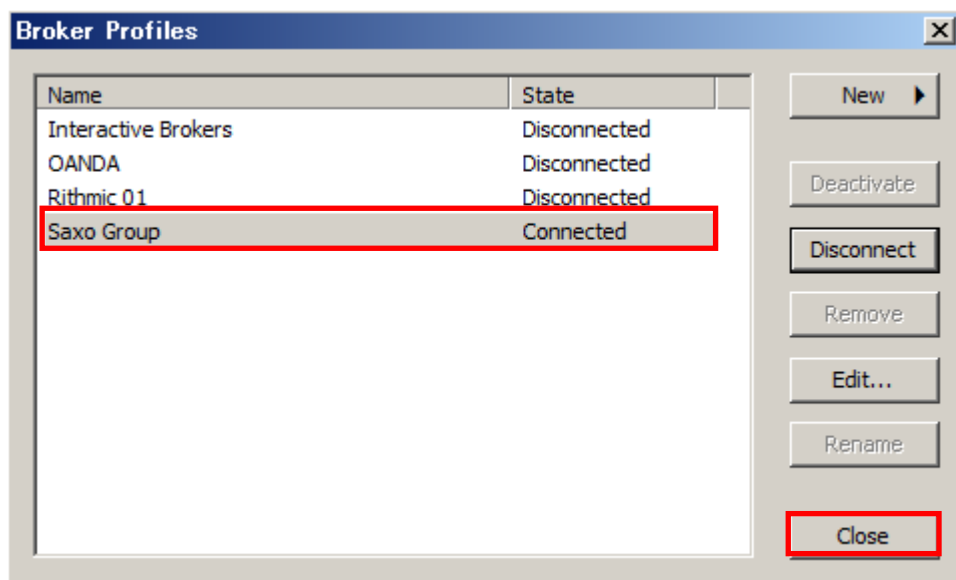 Broker Profiles
Name State
Interactive Brokers Disconnected
OANDA Disconnected
Rithmic 01 Disconnected
Saxo Group Connected
New
Deactivate
Disconnect
Remove
Edit...
Rename
Close